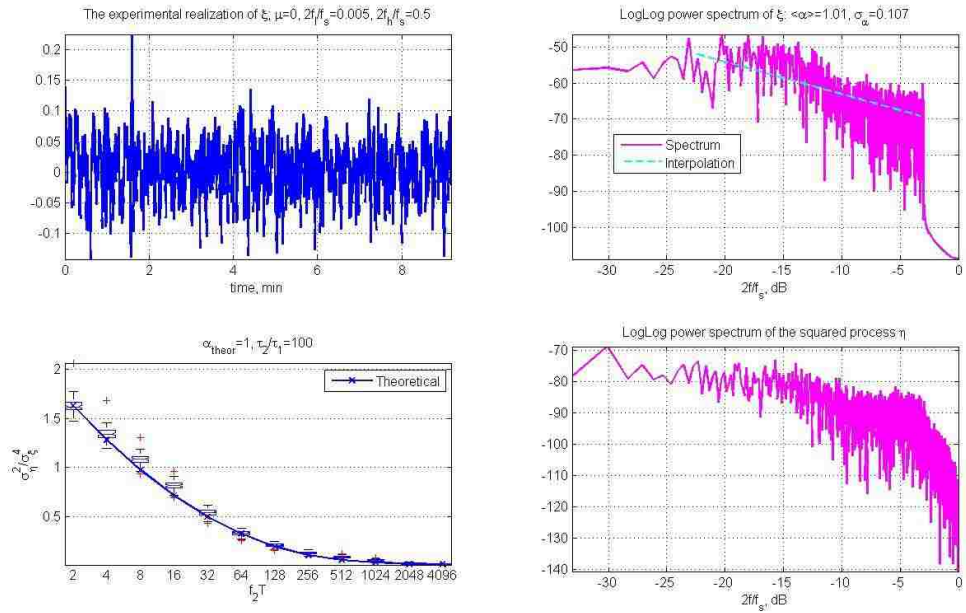 The experimental realization of ξ; μ=0, 2f_l/f_s=0.005, 2f_h/f_s=0.5
0.2
0.15
0.1
0.05
0
-0.05
-0.1
0 2 4 6 8
time, min
LogLog power spectrum of ξ: <α>=1.01, σ_α=0.107
-50
-60
-70
-80
-90
-100
Spectrum
Interpolation
-30 -25 -20 -15 -10 -5 0
2f/f_s, dB
α_theor=1, τ_2/τ_1=100
σ_η^2/σ_ξ^4
2
1.5
1
0.5
Theoretical
2 4 8 16 32 64 128 256 512 1024 2048 4096
f_2T
LogLog power spectrum of the squared process η
-70
-80
-90
-100
-110
-120
-130
-140
-30 -25 -20 -15 -10 -5 0
2f/f_s, dB